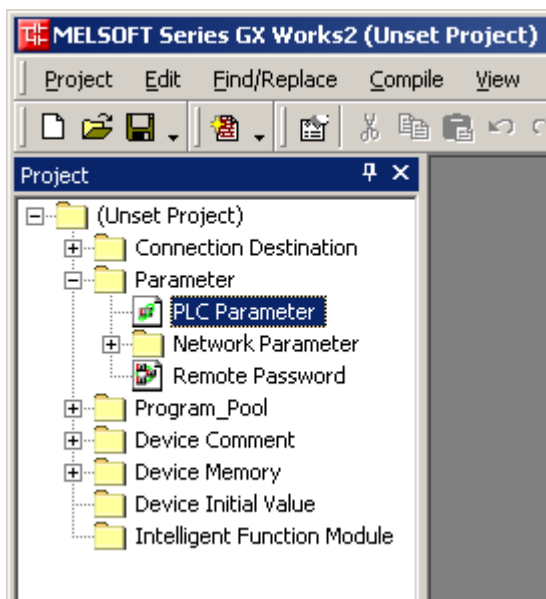 MELSOFT Series GX Works2 (Unset Project)
Project Edit Find/Replace Compile View
Project
(Unset Project)
Connection Destination
Parameter
PLC Parameter
Network Parameter
Remote Password
Program_Pool
Device Comment
Device Memory
Device Initial Value
Intelligent Function Module